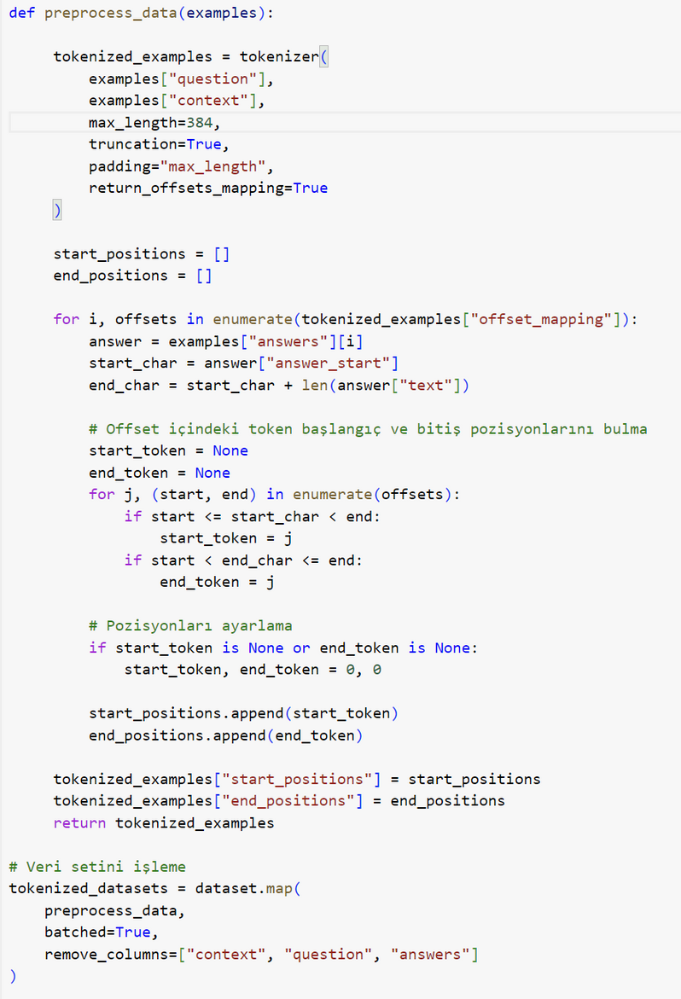 def preprocess_data(examples):
tokenized_examples = tokenizer(
examples["question"],
examples["context"],
max_length=384,
truncation=True,
padding="max_length",
return_offsets_mapping=True
)
start_positions = []
end_positions = []
for i, offsets in enumerate(tokenized_examples["offset_mapping"]):
answer = examples["answers"][i]
start_char = answer["answer_start"]
end_char = start_char + len(answer["text"])
# Offset içindeki token başlangıç ve bitiş pozisyonlarını bulma
start_token = None
end_token = None
for j, (start, end) in enumerate(offsets):
if start <= start_char < end:
start_token = j
if start < end_char <= end:
end_token = j
# Pozisyonları ayarlama
if start_token is None or end_token is None:
start_token, end_token = 0, 0
start_positions.append(start_token)
end_positions.append(end_token)
tokenized_examples["start_positions"] = start_positions
tokenized_examples["end_positions"] = end_positions
return tokenized_examples
# Veri setini işleme
tokenized_datasets = dataset.map(
preprocess_data,
batched=True,
remove_columns=["context", "question", "answers"]
)